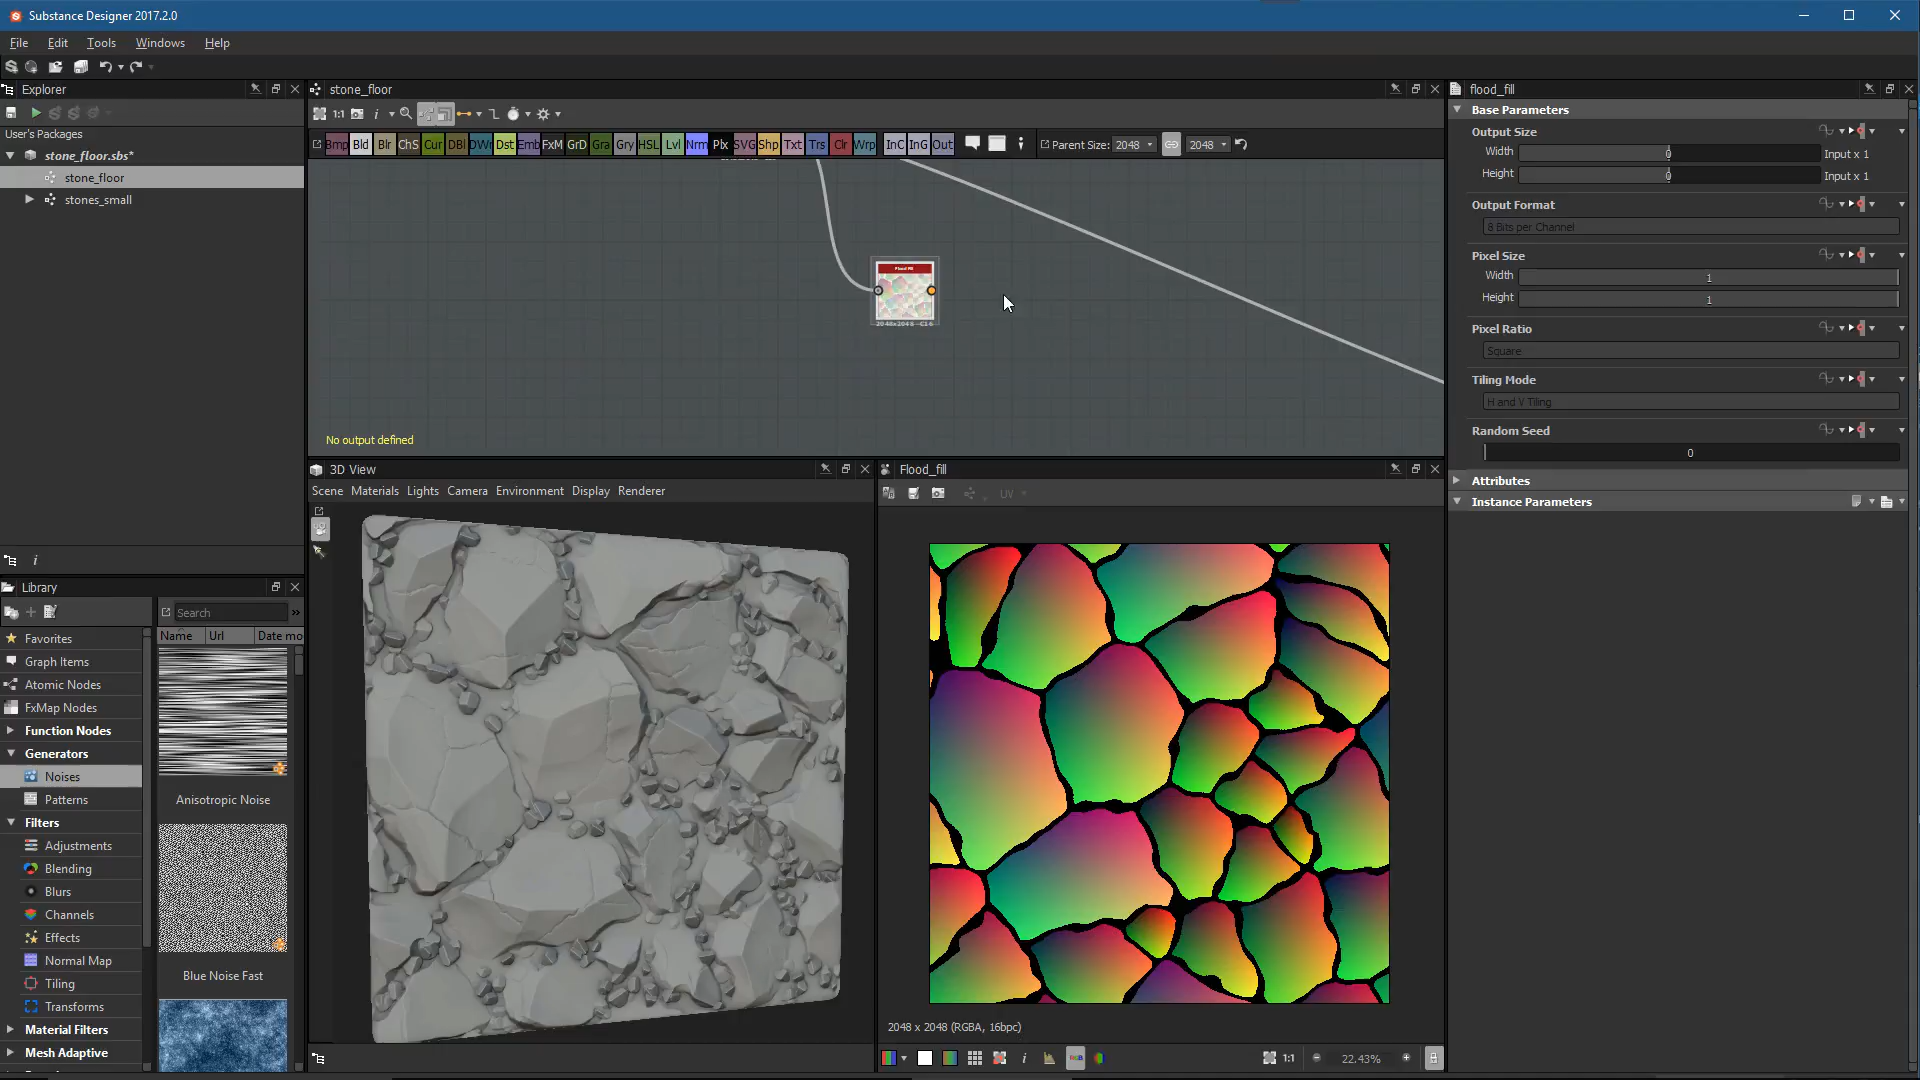 Substance Designer 2017.2.0
File Edit Tools Windows Help
Explorer
User's Packages
stone_floor.sbs*
stone_floor
stones_small
Library
Search
Name Url Date mo
Favorites
Graph Items
Atomic Nodes
FxMap Nodes
Function Nodes
Generators
Noises
Patterns
Filters
Adjustments
Blending
Blurs
Channels
Effects
Normal Map
Tiling
Transforms
Material Filters
Mesh Adaptive
Anisotropic Noise
Blue Noise Fast
stone_floor
1:1
Bmp Bld Blr ChS Cur DBl DWr Dst Emb FxM GrD Gra Gry HSL Lvl Nrm Plx SVG Shp Txt Trs Clr Wrp InC InG Out
Parent Size: 2048 2048
Flood Fill
2048x2048 C16
No output defined
3D View
Scene Materials Lights Camera Environment Display Renderer
Flood_fill
UV
2048 x 2048 (RGBA, 16bpc)
1:1
22.43%
flood_fill
Base Parameters
Output Size
Width 0 Input x 1
Height 0 Input x 1
Output Format
8 Bits per Channel
Pixel Size
Width 1
Height 1
Pixel Ratio
Square
Tiling Mode
H and V Tiling
Random Seed
0
Attributes
Instance Parameters